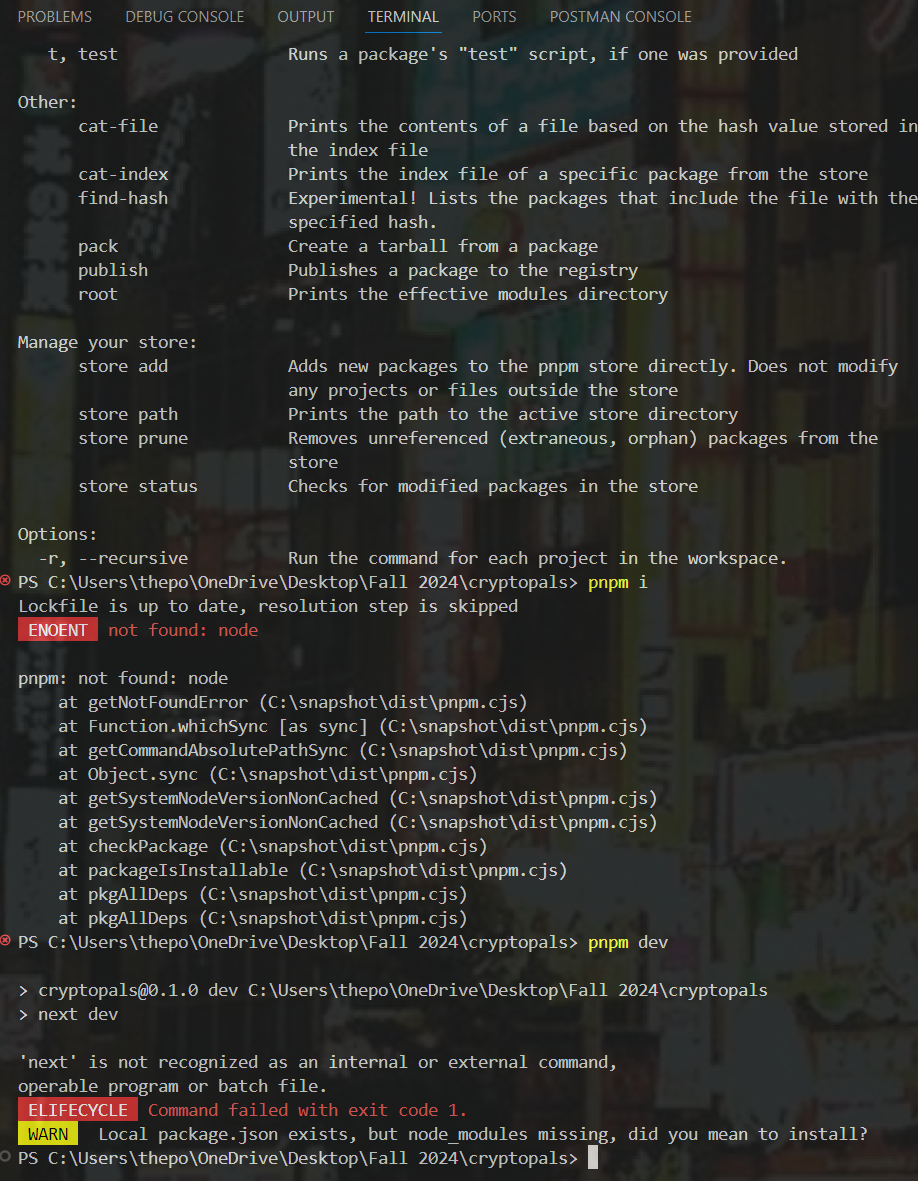 PROBLEMS DEBUG CONSOLE OUTPUT TERMINAL PORTS POSTMAN CONSOLE
t, test Runs a package's "test" script, if one was provided
Other:
cat-file Prints the contents of a file based on the hash value stored in
the index file
cat-index Prints the index file of a specific package from the store
find-hash Experimental! Lists the packages that include the file with the
specified hash.
pack Create a tarball from a package
publish Publishes a package to the registry
root Prints the effective modules directory
Manage your store:
store add Adds new packages to the pnpm store directly. Does not modify
any projects or files outside the store
store path Prints the path to the active store directory
store prune Removes unreferenced (extraneous, orphan) packages from the
store
store status Checks for modified packages in the store
Options:
-r, --recursive Run the command for each project in the workspace.
PS C:\Users\thepo\OneDrive\Desktop\Fall 2024\cryptopals> pnpm i
Lockfile is up to date, resolution step is skipped
ENOENT not found: node
pnpm: not found: node
at getNotFoundError (C:\snapshot\dist\pnpm.cjs)
at Function.whichSync [as sync] (C:\snapshot\dist\pnpm.cjs)
at getCommandAbsolutePathSync (C:\snapshot\dist\pnpm.cjs)
at Object.sync (C:\snapshot\dist\pnpm.cjs)
at getSystemNodeVersionNonCached (C:\snapshot\dist\pnpm.cjs)
at getSystemNodeVersionNonCached (C:\snapshot\dist\pnpm.cjs)
at checkPackage (C:\snapshot\dist\pnpm.cjs)
at packageIsInstallable (C:\snapshot\dist\pnpm.cjs)
at pkgAllDeps (C:\snapshot\dist\pnpm.cjs)
at pkgAllDeps (C:\snapshot\dist\pnpm.cjs)
PS C:\Users\thepo\OneDrive\Desktop\Fall 2024\cryptopals> pnpm dev
> cryptopals@0.1.0 dev C:\Users\thepo\OneDrive\Desktop\Fall 2024\cryptopals
> next dev
'next' is not recognized as an internal or external command,
operable program or batch file.
ELIFECYCLE Command failed with exit code 1.
WARN Local package.json exists, but node_modules missing, did you mean to install?
PS C:\Users\thepo\OneDrive\Desktop\Fall 2024\cryptopals>